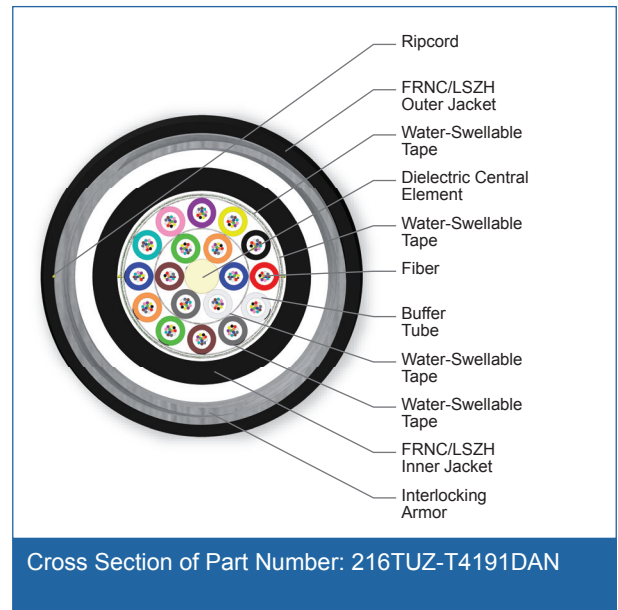 Ripcord
FRNC/LSZH
Outer Jacket
Water-Swellable
Tape
Dielectric Central
Element
Water-Swellable
Tape
Fiber
Buffer
Tube
Water-Swellable
Tape
Water-Swellable
Tape
FRNC/LSZH
Inner Jacket
Interlocking
Armor
Cross Section of Part Number: 216TUZ-T4191DAN